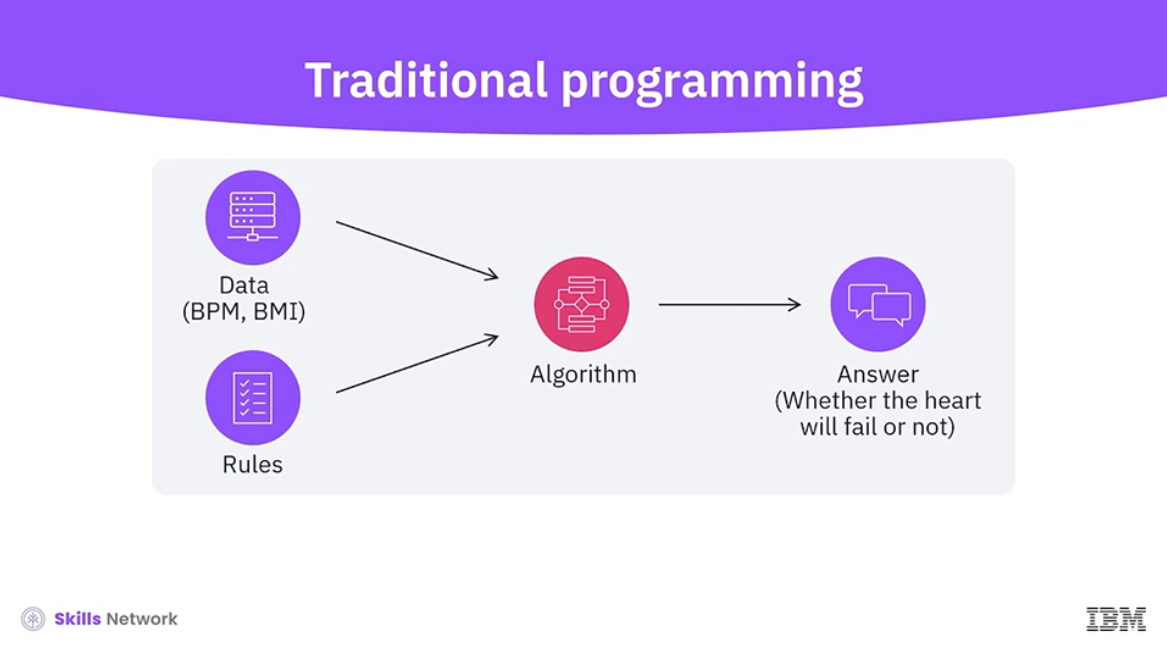 Traditional programming
Data
(BPM, BMI)
Rules
Algorithm
Answer
(Whether the heart
will fail or not)
Skills Network
IBM